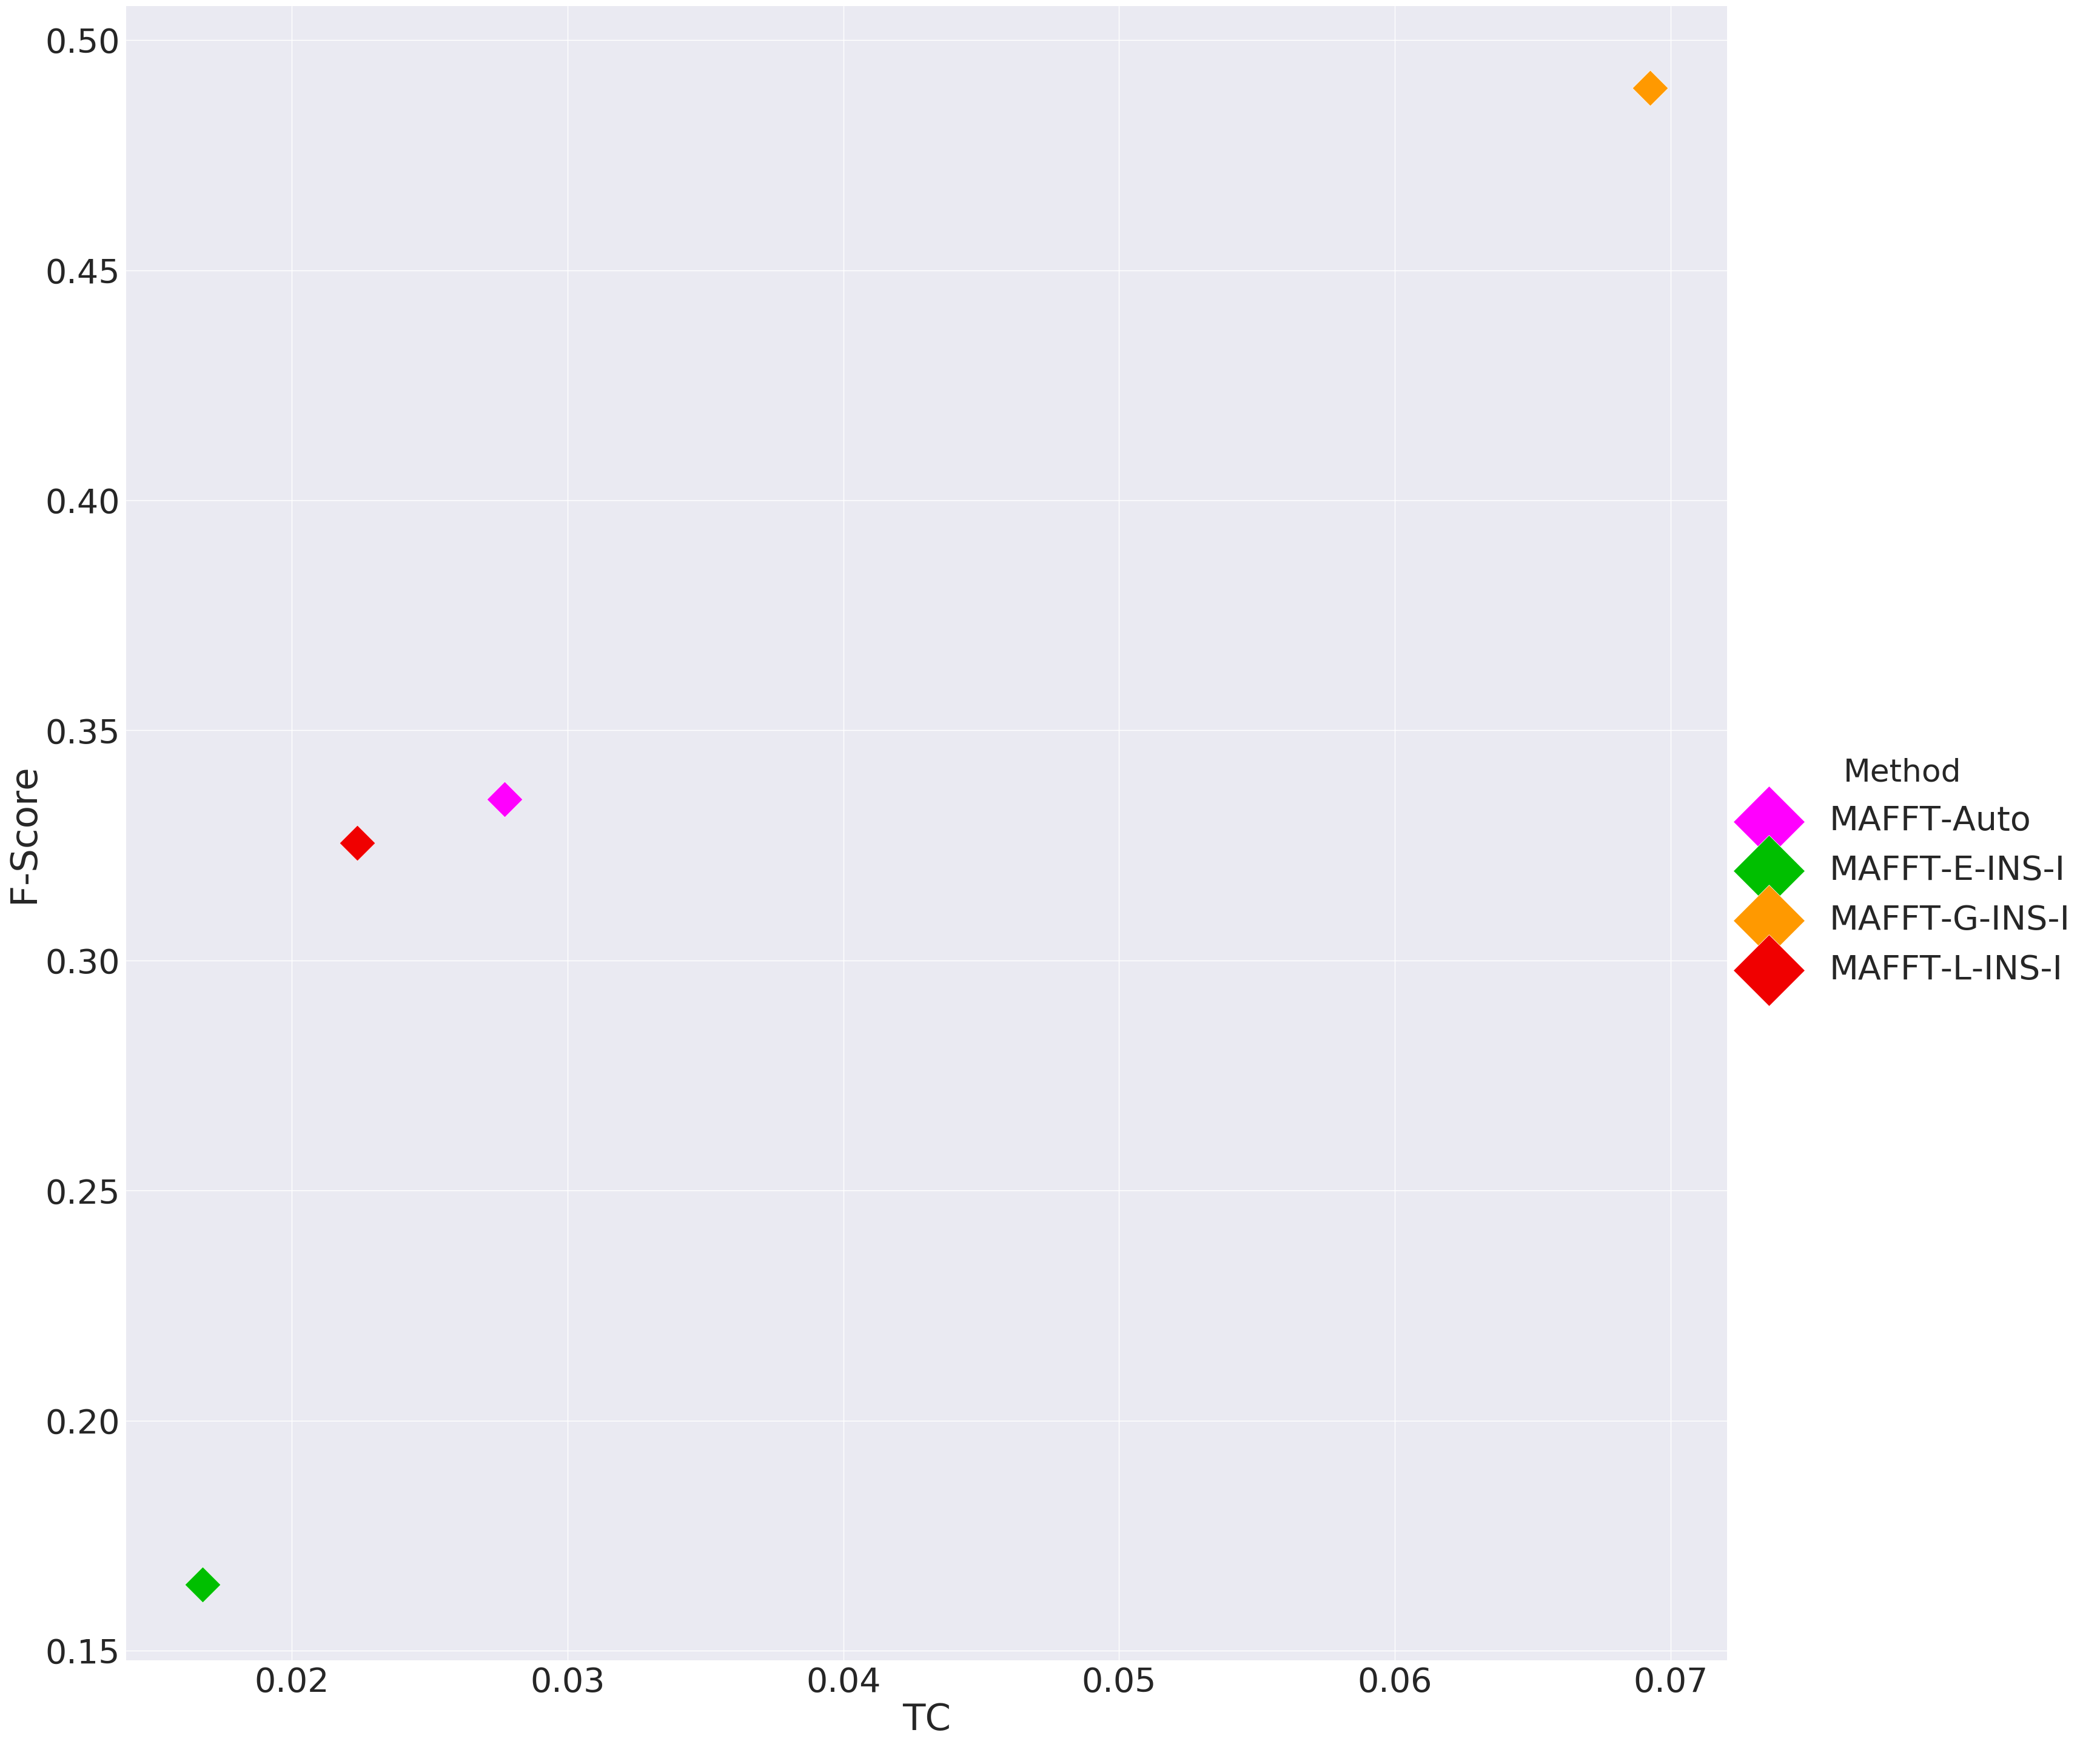 0.50
0.45
0.40
0.35
0.30
0.25
0.20
0.15
F-Score
0.02
0.03
0.04
0.05
0.06
0.07
TC
Method
MAFFT-Auto
MAFFT-E-INS-I
MAFFT-G-INS-I
MAFFT-L-INS-I